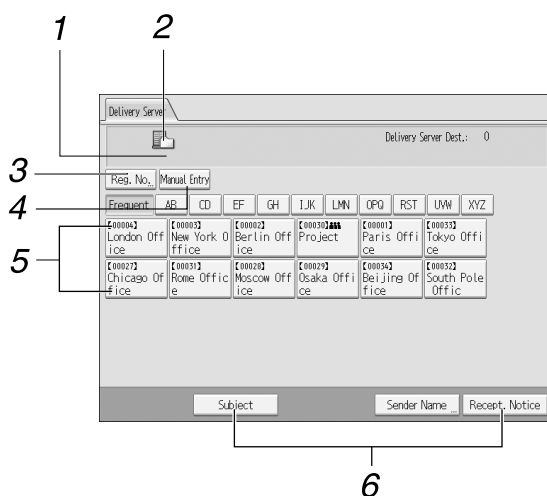 1 2
Delivery Server
Delivery Server Dest.: 0
3 Reg. No. Manual Entry
4
Frequent AB CD EF GH IJK LMN OPQ RST UVW XYZ
5
【00004】 【00003】 【00002】 【00030】 【00001】 【00033】
London Off New York O Berlin Off Project Paris Offi Tokyo Offi
ice ffice ice ce ce
【00027】 【00031】 【00028】 【00029】 【00034】 【00032】
Chicago Of Rome Offic Moscow Off Osaka Offi Beijing Of South Pole
fice e ice ce fice Offic
Subject Sender Name Recept. Notice
6